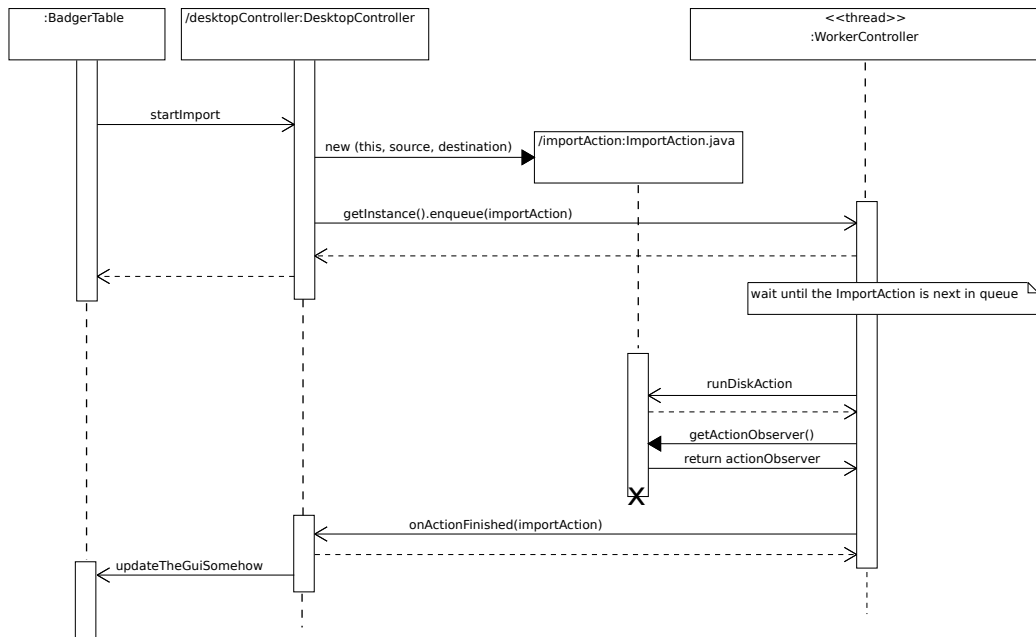 :BadgerTable
/desktopController:DesktopController
<<thread>>
:WorkerController
startImport
new (this, source, destination)
/importAction:ImportAction.java
getInstance().enqueue(importAction)
wait until the ImportAction is next in queue
runDiskAction
getActionObserver()
return actionObserver
onActionFinished(importAction)
updateTheGuiSomehow